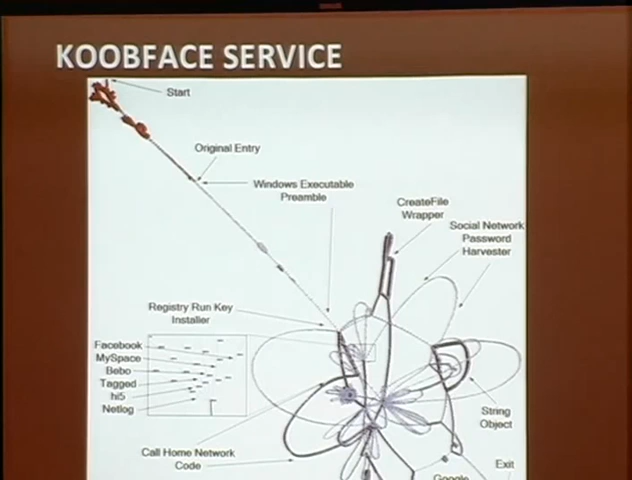 KOOBFACE SERVICE
Start
Original Entry
Windows Executable
Preamble
CreateFile
Wrapper
Social Network
Password
Harvester
Registry Run Key
Installer
Facebook
MySpace
Bebo
Tagged
hi5
Netlog
String
Object
Call Home Network
Code
Exit
Google